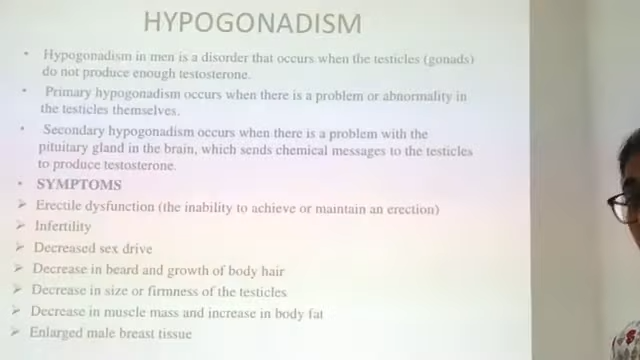 HYPOGONADISM
• Hypogonadism in men is a disorder that occurs when the testicles (gonads)
do not produce enough testosterone.
• Primary hypogonadism occurs when there is a problem or abnormality in
the testicles themselves.
• Secondary hypogonadism occurs when there is a problem with the
pituitary gland in the brain, which sends chemical messages to the testicles
to produce testosterone.
• SYMPTOMS
➢ Erectile dysfunction (the inability to achieve or maintain an erection)
➢ Infertility
➢ Decreased sex drive
➢ Decrease in beard and growth of body hair
➢ Decrease in size or firmness of the testicles
➢ Decrease in muscle mass and increase in body fat
➢ Enlarged male breast tissue